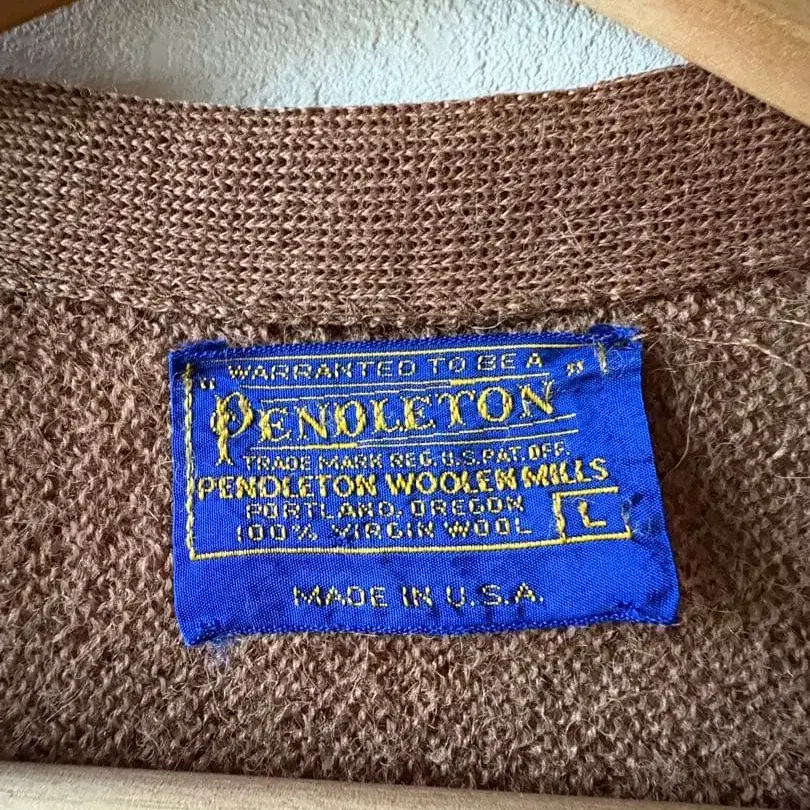 "WARRANTED TO BE A"
PENDLETON
TRADE MARK REG. U.S. PAT. OFF.
PENDLETON WOOLEN MILLS
PORTLAND, OREGON
100% VIRGIN WOOL
L
MADE IN U.S.A.